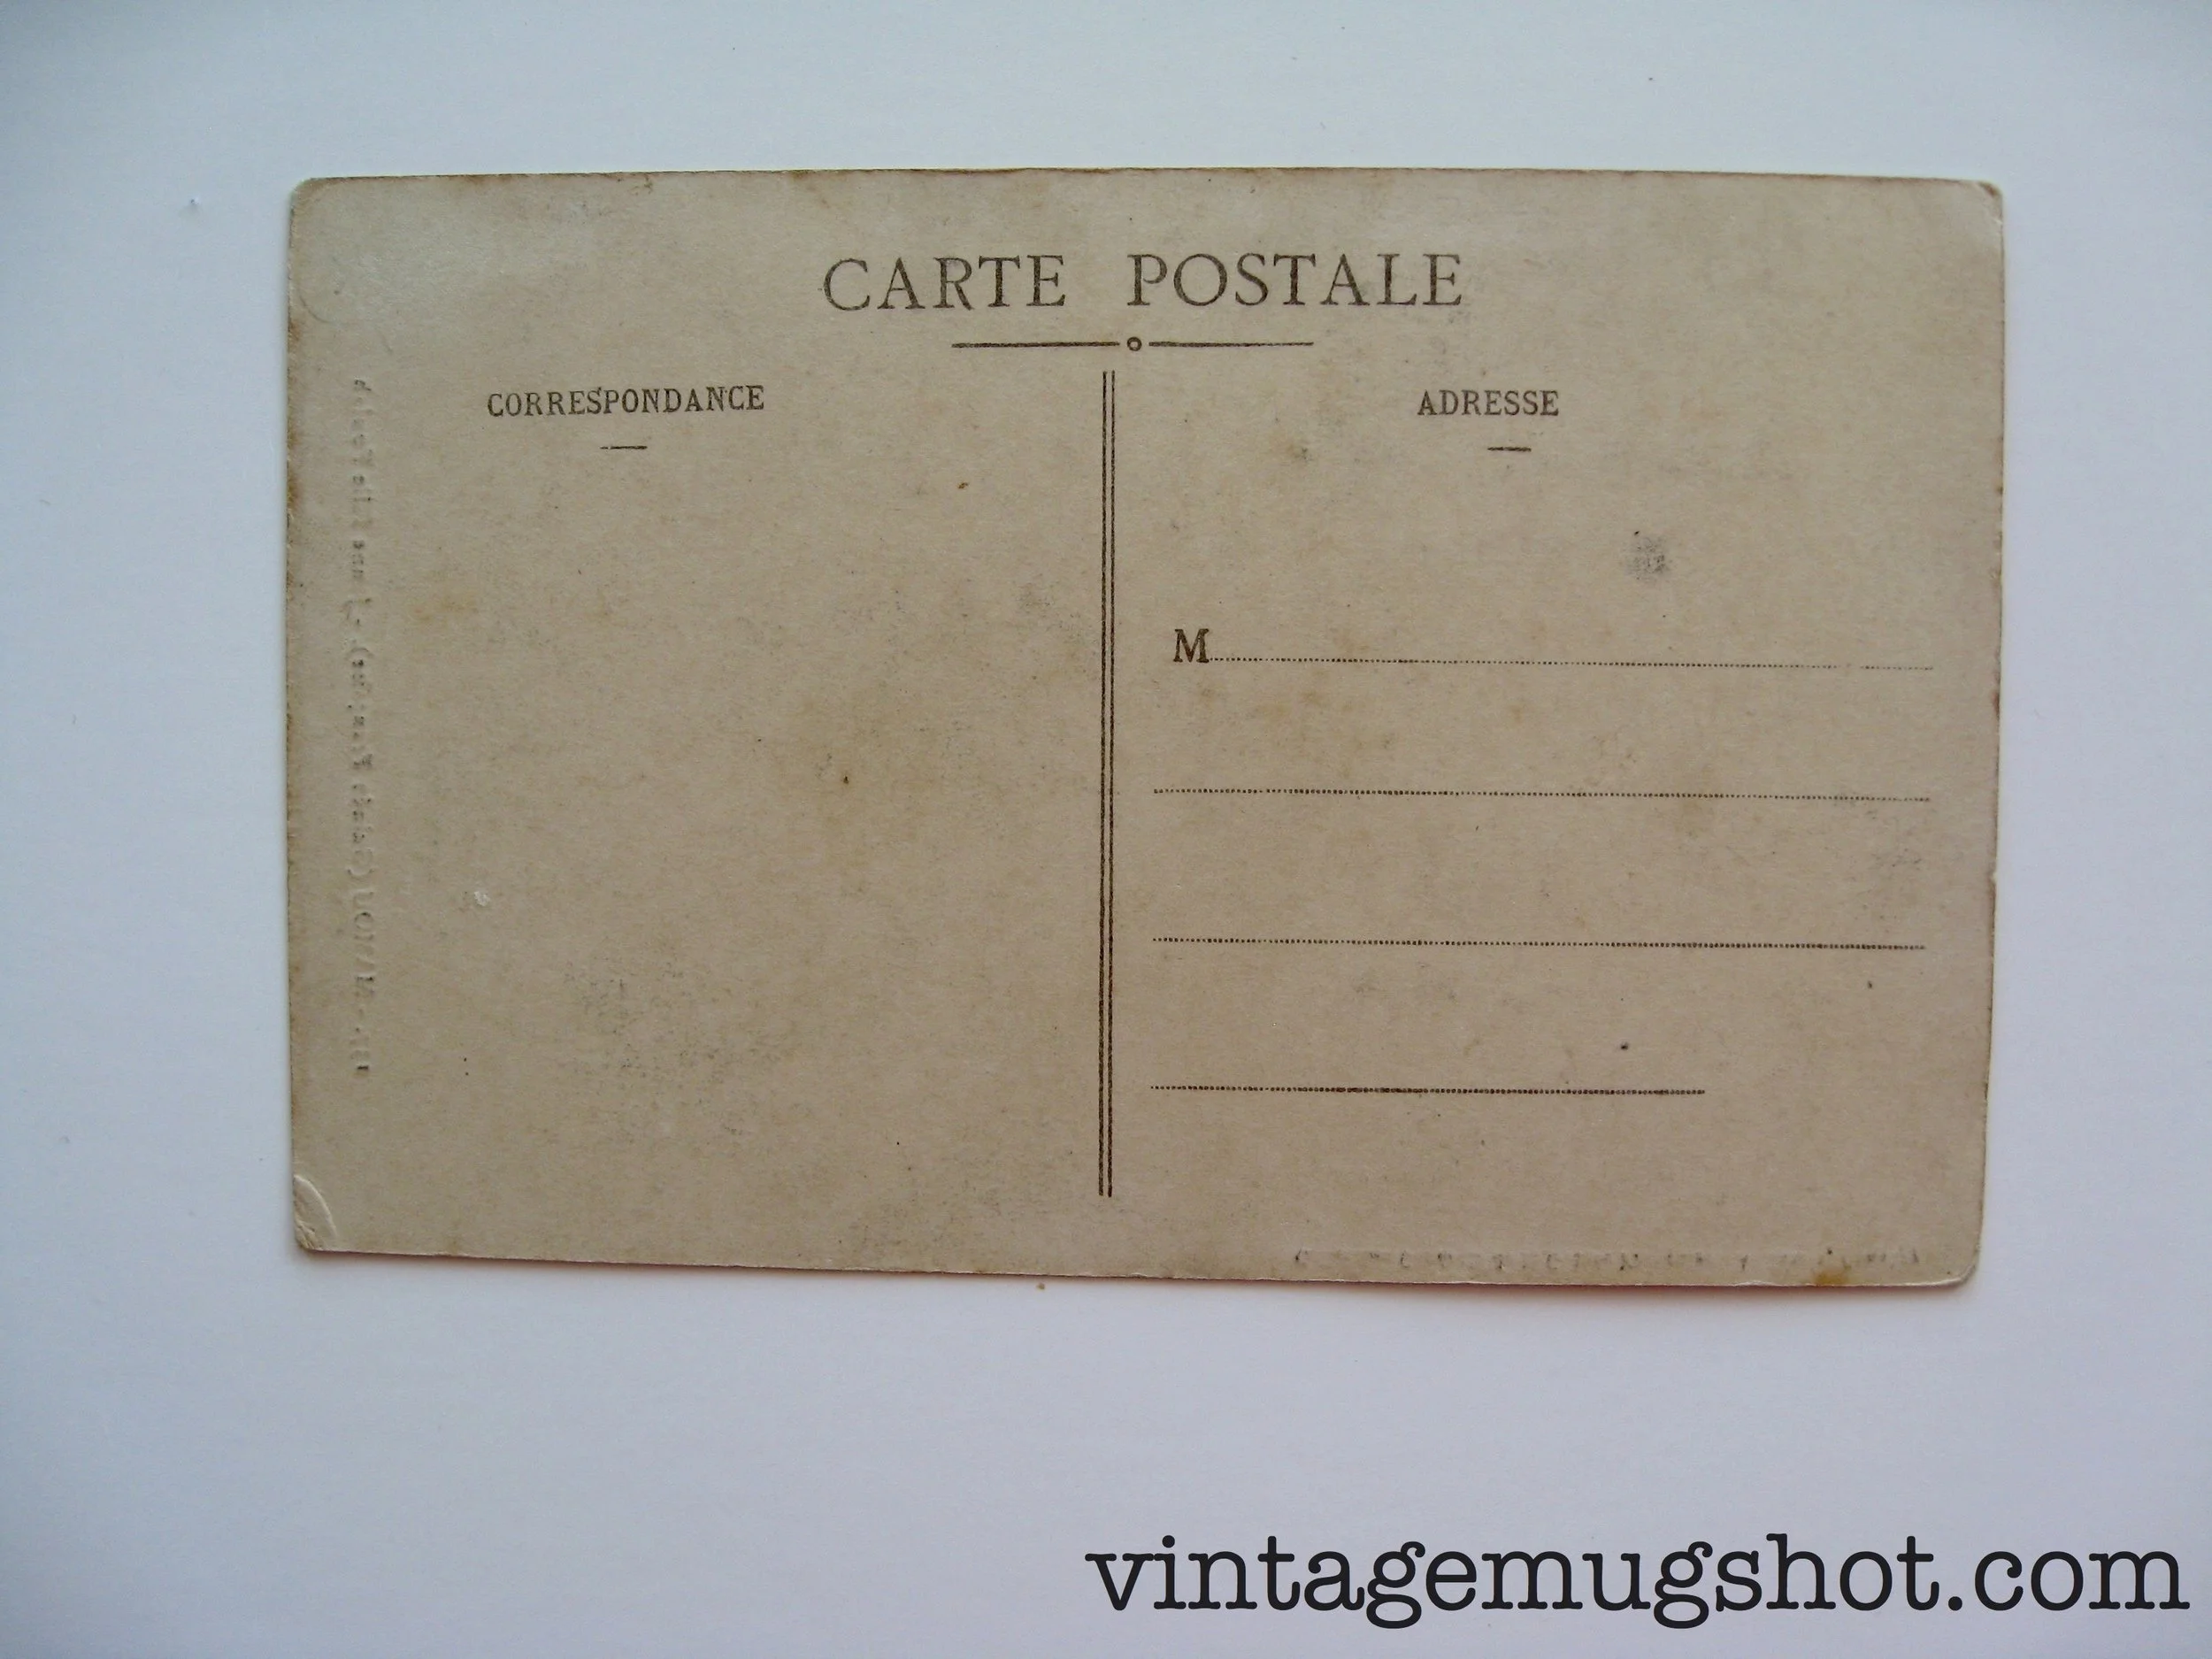 CARTE POSTALE
CORRESPONDANCE
ADRESSE
M
vintagemugshot.com